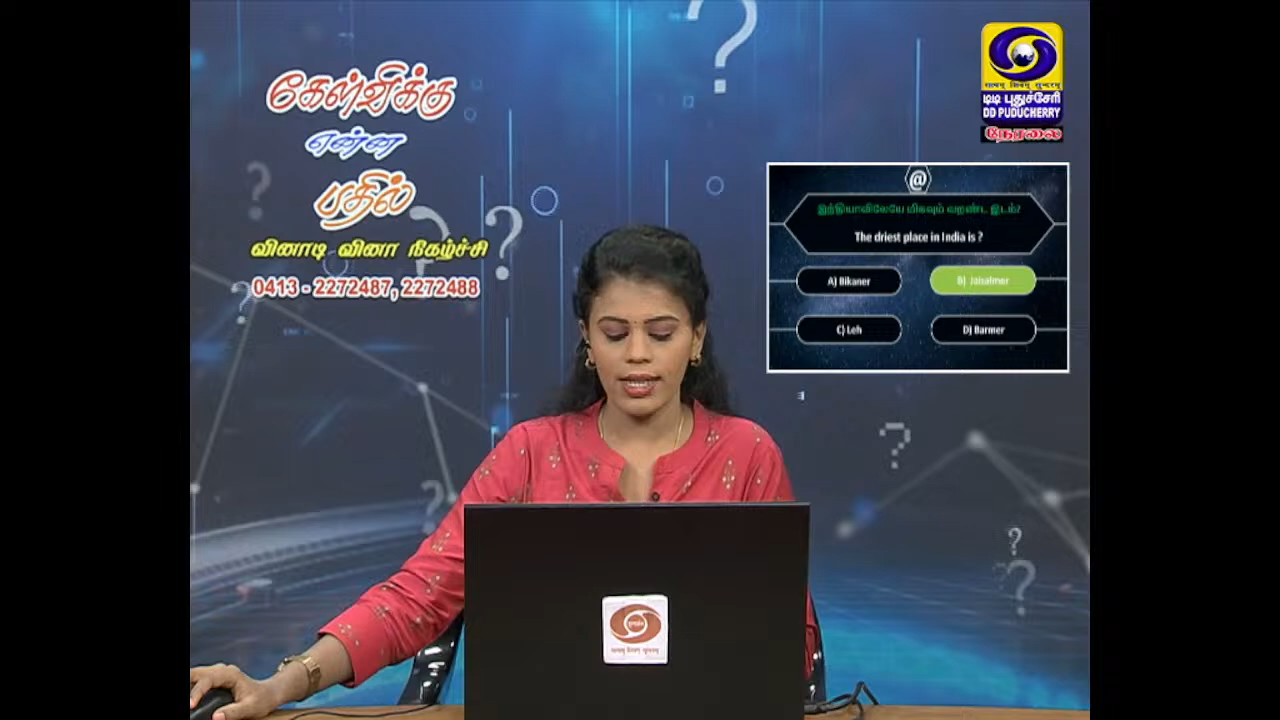 கேள்விக்கு
என்ன
பதில்
வினாடி வினா நிகழ்ச்சி
0413 - 2272487, 2272488
டிடி புதுச்சேரி
DD PUDUCHERRY
நேரலை
@
இந்தியாவிலேயே மிகவும் வறண்ட இடம்?
The driest place in India is ?
A) Bikaner
B) Jaisalmer
C) Leh
D) Barmer